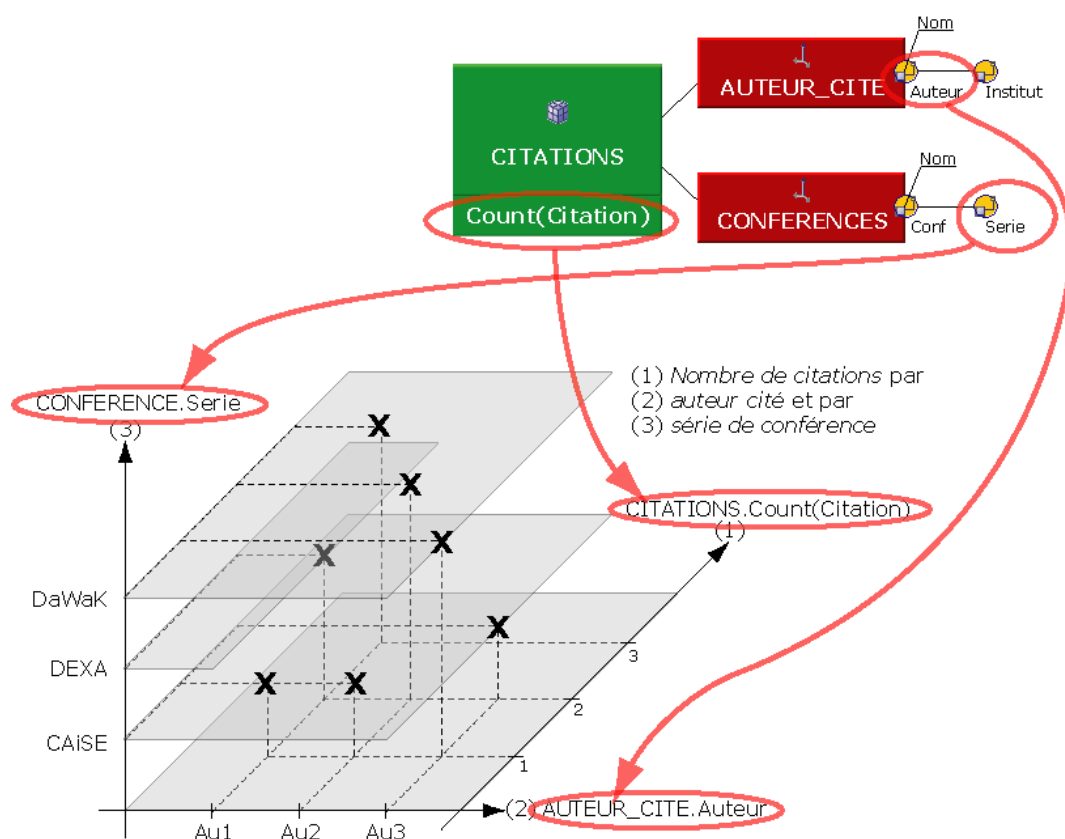 Nom
AUTEUR_CITE
Auteur
Institut
CITATIONS
Count(Citation)
Nom
CONFERENCES
Conf
Serie
(1) Nombre de citations par
(2) auteur cité et par
(3) série de conférence
CONFERENCE.Serie
(3)
CITATIONS.Count(Citation)
(1)
DaWaK
DEXA
CAiSE
X
X
X
X
X
X
X
3
2
1
(2) AUTEUR_CITE.Auteur
Au1
Au2
Au3